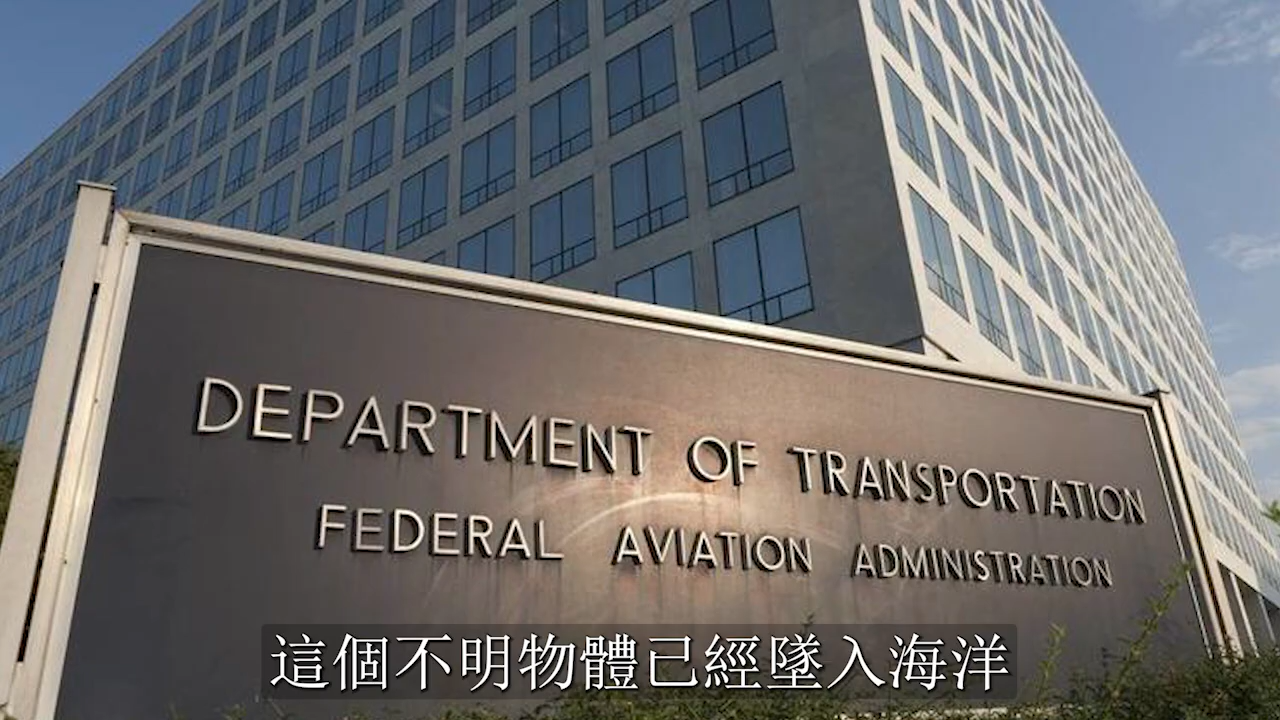 DEPARTMENT OF TRANSPORTATION
FEDERAL AVIATION ADMINISTRATION
這個不明物體已經墜入海洋